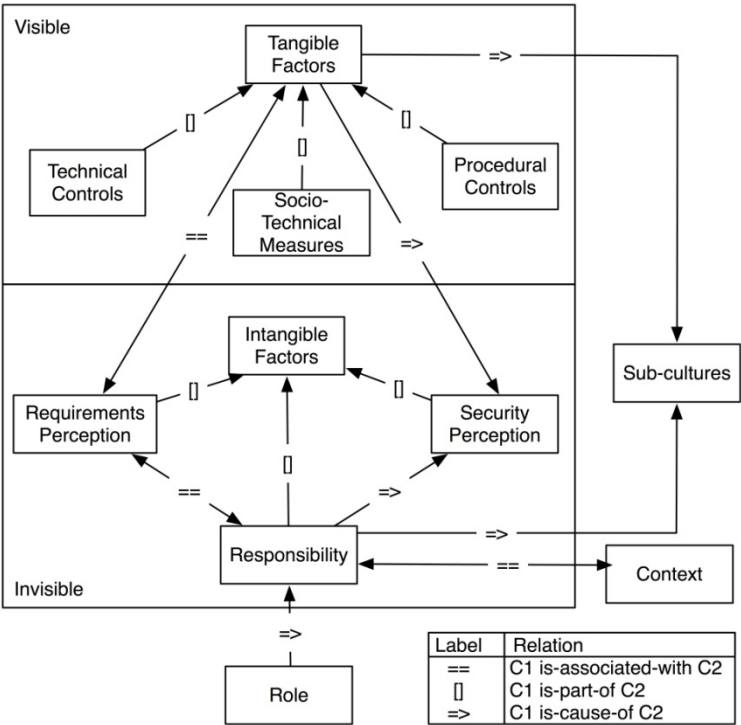 Visible
Tangible
Factors
=>
[]
[]
[]
Technical
Controls
Socio-
Technical
Measures
Procedural
Controls
==
=>
Intangible
Factors
Sub-cultures
[]
[]
Requirements
Perception
Security
Perception
[]
==
=>
=>
Responsibility
==
Context
Invisible
=>
Role
Label Relation
== C1 is-associated-with C2
[] C1 is-part-of C2
=> C1 is-cause-of C2